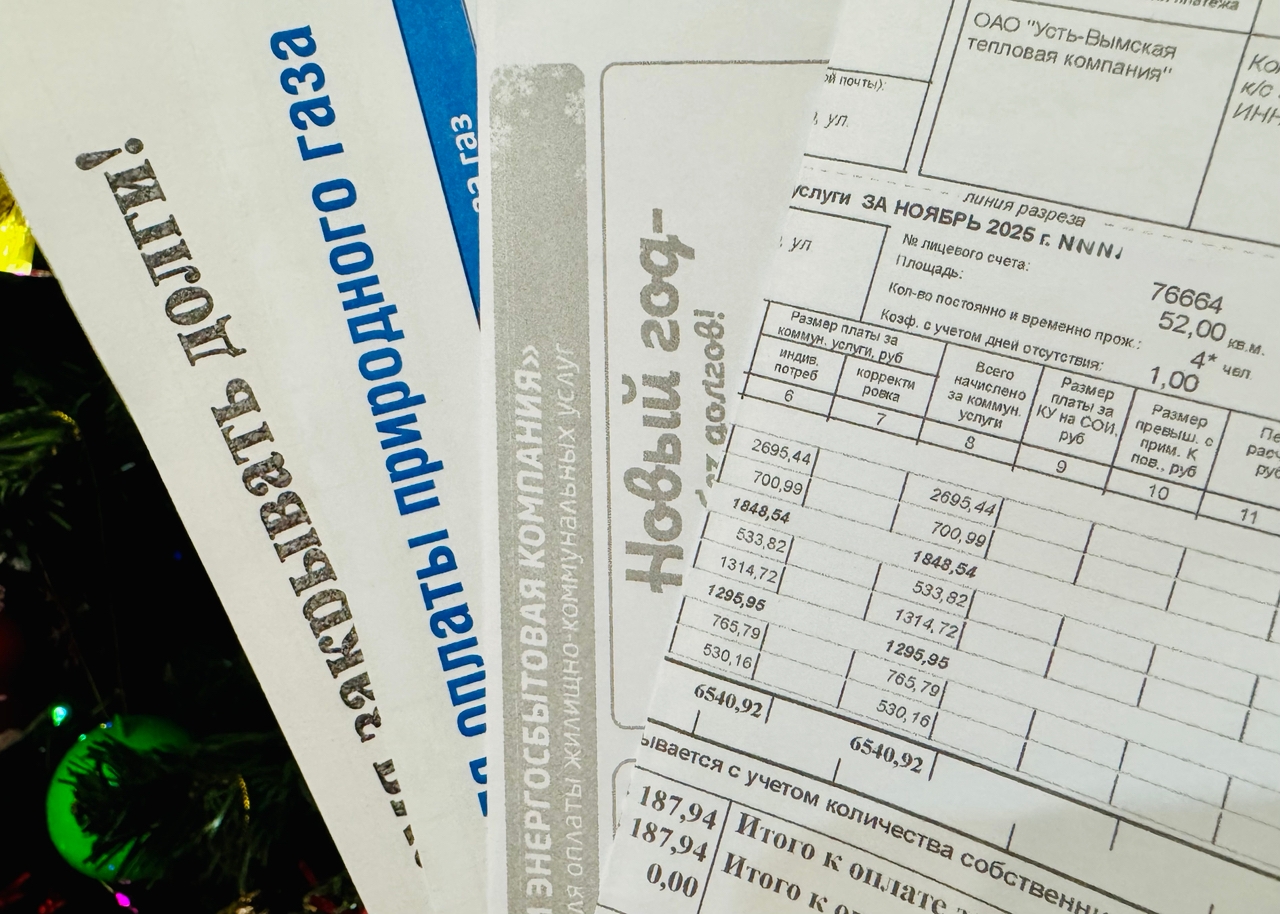 долги!
заковывать
оплаты природного газа
за газ
ЭНЕРГОСБЫТОВАЯ КОМПАНИЯ»
оплаты жилищно-коммунальных услуг
Новый год-
долгов!
ОАО "Усть-Вымская
тепловая компания"
к/с
ИНН
почты):
, ул.
линия разреза
услуги ЗА НОЯБРЬ 2025 г.
, ул
№ лицевого счета: 76664
Площадь: 52,00 кв.м.
Кол-во постоянно и временно прож.: 4* чел.
Коэф. с учетом дней отсутствия: 1,00
Размер платы за
коммун. услуги, руб
индив.
потреб
корректи
ровка
Всего
начислено
за коммун.
услуги
Размер
платы за
КУ на СОИ,
руб
Размер
превыш. с
прим. К
пов., руб
6 7 8 9 10 11
2695,44 2695,44
700,99 700,99
1848,54 1848,54
533,82 533,82
1314,72 1314,72
1295,95 1295,95
765,79 765,79
530,16 530,16
6540,92 6540,92
ывается с учетом количества собственни
187,94 Итого к оплате
187,94 Итого к
0,00